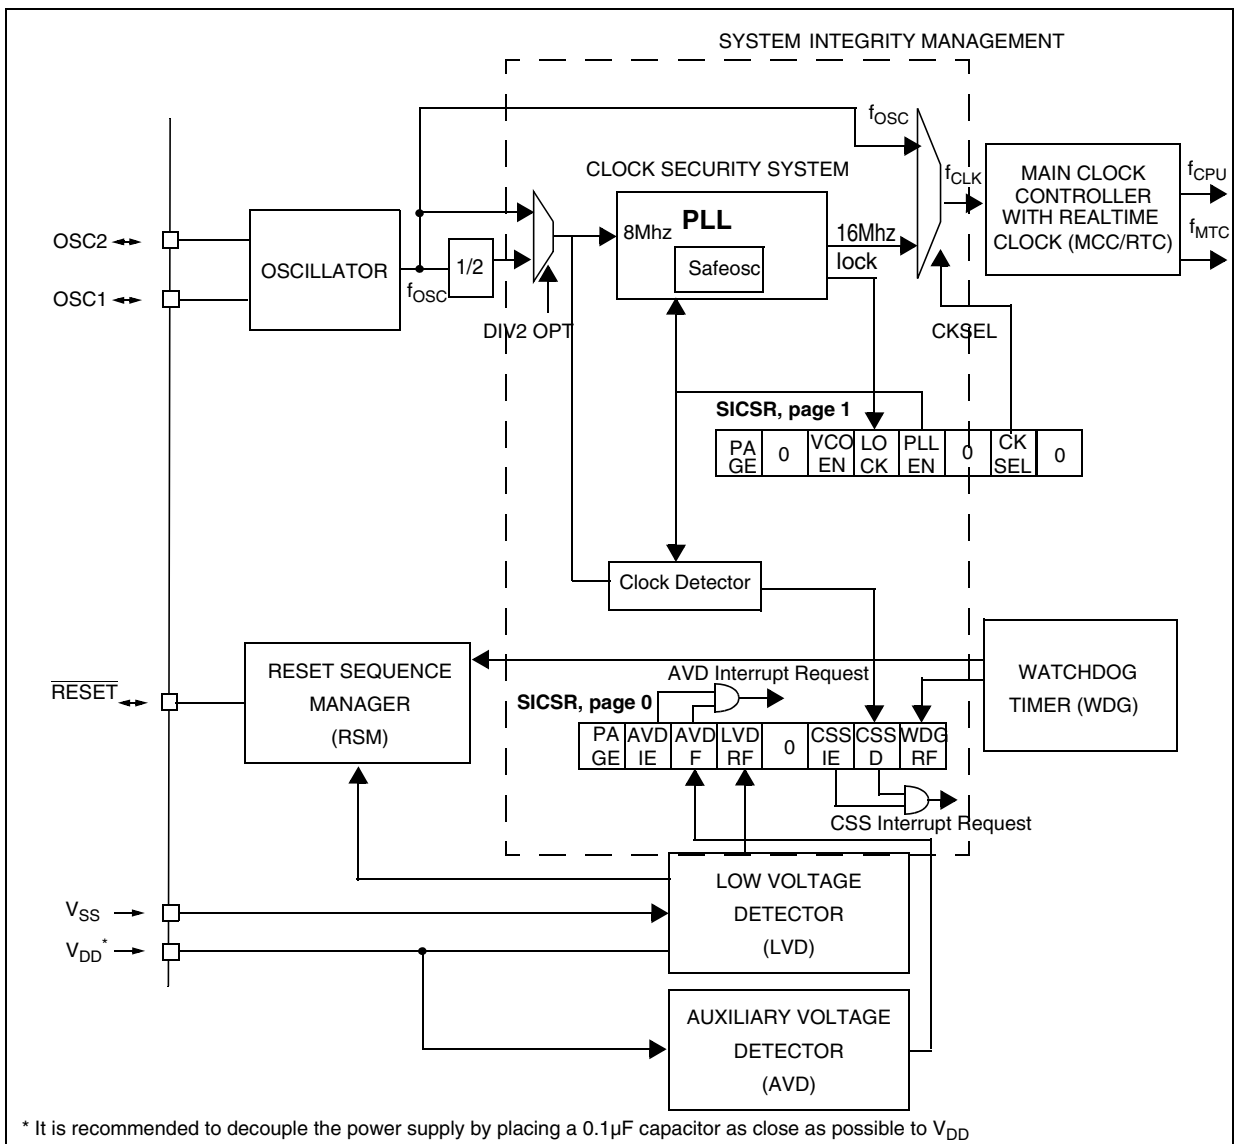 SYSTEM INTEGRITY MANAGEMENT
fOSC
CLOCK SECURITY SYSTEM
fCLK
MAIN CLOCK
CONTROLLER
WITH REALTIME
CLOCK (MCC/RTC)
fCPU
fMTC
OSC2
OSC1
OSCILLATOR
fOSC
1/2
DIV2 OPT
8Mhz
PLL
Safeosc
16Mhz
lock
CKSEL
SICSR, page 1
PA
GE
0
VCO
EN
LO
CK
PLL
EN
0
CK
SEL
0
Clock Detector
RESET
RESET SEQUENCE
MANAGER
(RSM)
WATCHDOG
TIMER (WDG)
AVD Interrupt Request
SICSR, page 0
PA
GE
AVD
IE
AVD
F
LVD
RF
0
CSS
IE
CSS
D
WDG
RF
CSS Interrupt Request
VSS
VDD*
LOW VOLTAGE
DETECTOR
(LVD)
AUXILIARY VOLTAGE
DETECTOR
(AVD)
* It is recommended to decouple the power supply by placing a 0.1µF capacitor as close as possible to VDD